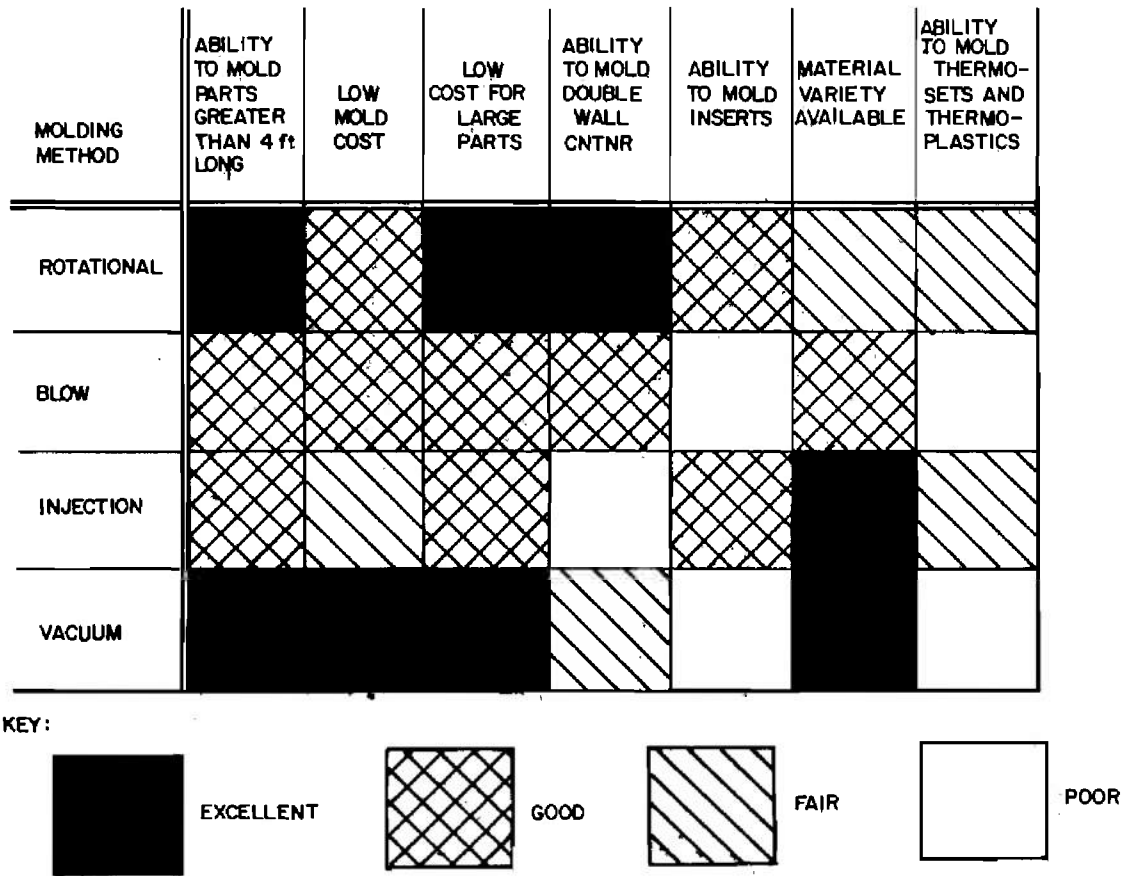 MOLDING
METHOD
ABILITY
TO MOLD
PARTS
GREATER
THAN 4 ft
LONG
LOW
MOLD
COST
LOW
COST FOR
LARGE
PARTS
ABILITY
TO MOLD
DOUBLE
WALL
CNTNR
ABILITY
TO MOLD
INSERTS
MATERIAL
VARIETY
AVAILABLE
ABILITY
TO MOLD
THERMO-
SETS AND
THERMO-
PLASTICS
ROTATIONAL
BLOW
INJECTION
VACUUM
KEY:
EXCELLENT
GOOD
FAIR
POOR